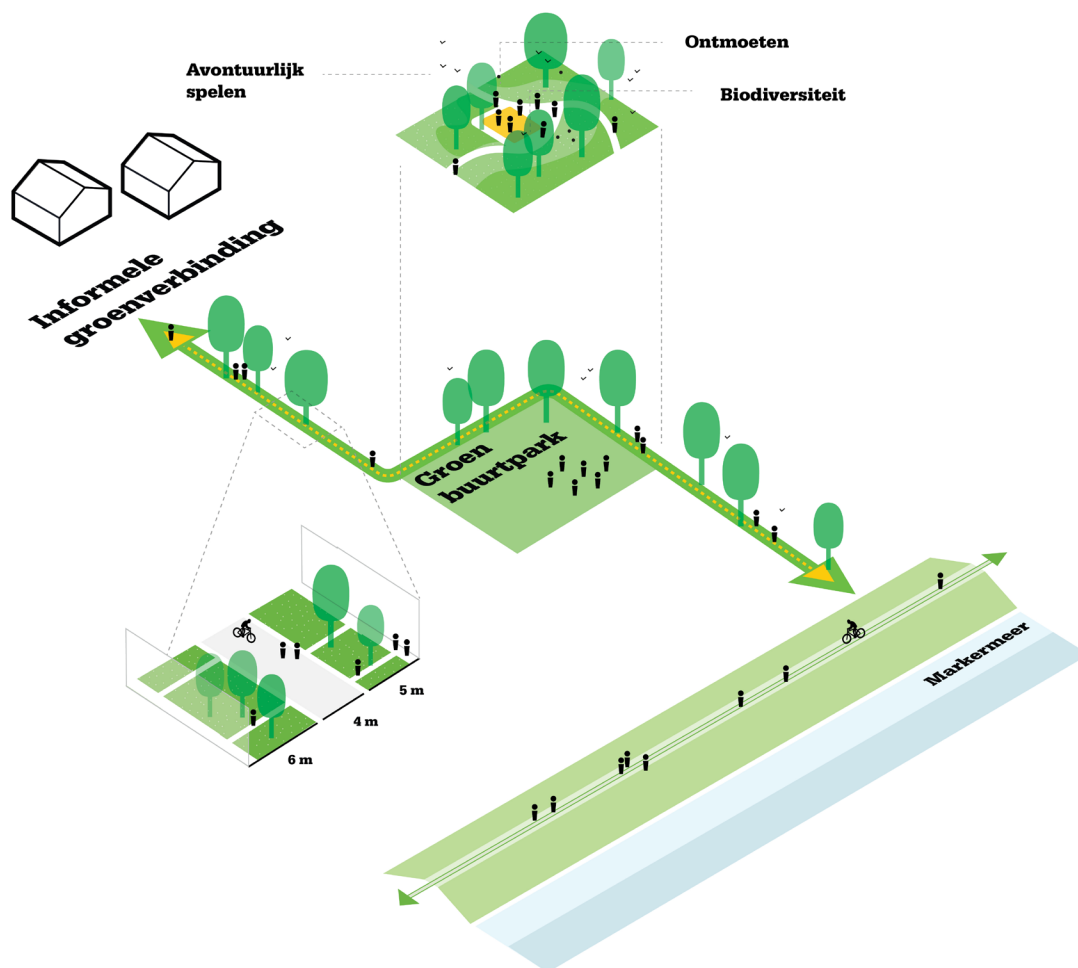 Ontmoeten
Avontuurlijk
spelen
Biodiversiteit
Informele
groenverbinding
Groen
buurtpark
Markermeer
5 m
4 m
6 m